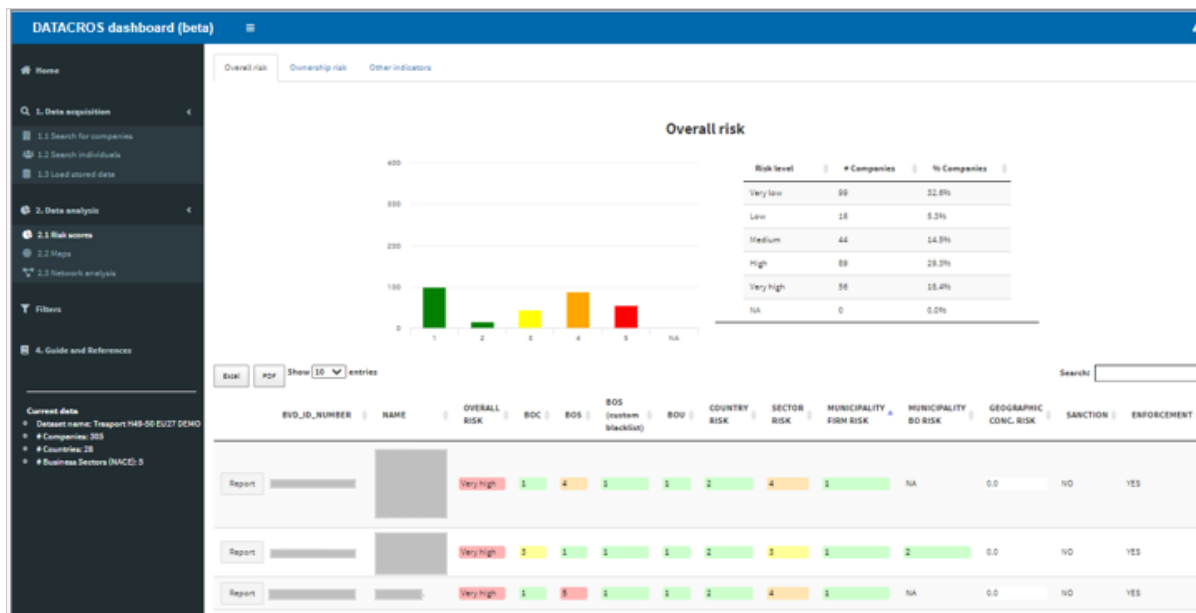 DATACROS dashboard (beta)
Home
1. Data acquisition
1.1 Search for companies
1.2 Search individuals
1.3 Load stored data
2. Data analysis
2.1 Risk scores
2.2 Maps
2.3 Network analysis
Filters
4. Guide and References
Current data
Dataset name: Trasport H49-50 EU27 DEMO
# Companies: 305
# Countries: 28
# Business Sectors (NACE): 5
Overall risk Ownership risk Other indicators
Overall risk
400
300
200
100
0
1 2 3 4 5 NA
Risk level # Companies % Companies
Very low 99 32.6%
Low 16 5.3%
Medium 44 14.5%
High 89 29.3%
Very high 56 18.4%
NA 0 0.0%
Excel PDF Show 10 entries Search:
BVD_ID_NUMBER NAME OVERALL RISK BOC BOS BOS (custom blacklist) BOU COUNTRY RISK SECTOR RISK MUNICIPALITY FIRM RISK MUNICIPALITY BO RISK GEOGRAPHIC CONC. RISK SANCTION ENFORCEMENT
Report Very high 1 4 1 1 2 4 1 NA 0.0 NO YES
Report Very high 3 1 1 1 2 3 1 2 0.0 NO YES
Report Very high 1 5 1 1 2 4 1 NA 0.0 NO YES